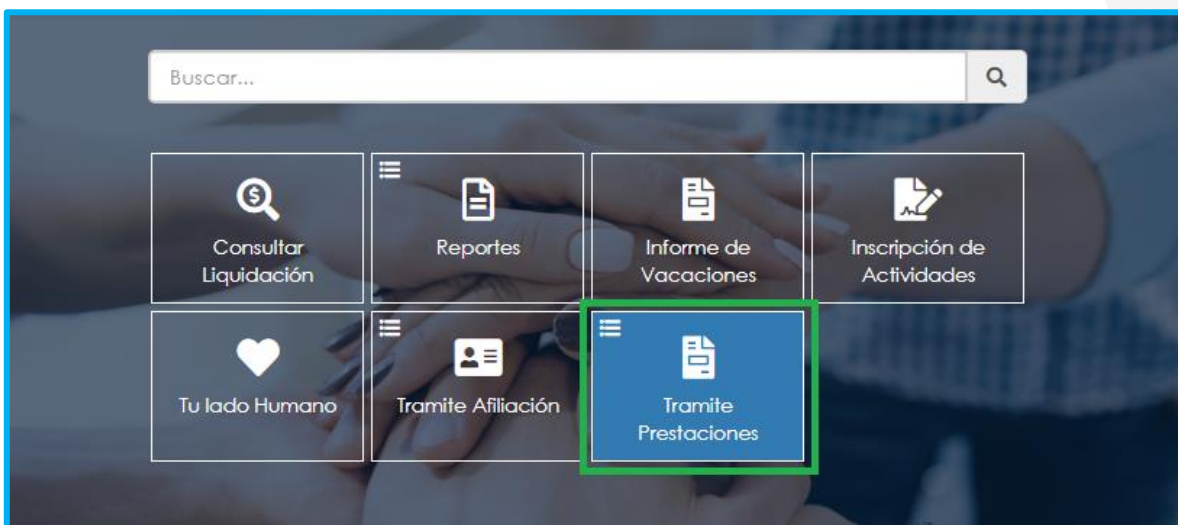 Buscar...
Consultar
Liquidación
Reportes
Informe de
Vacaciones
Inscripción de
Actividades
Tu lado Humano
Tramite Afiliación
Tramite
Prestaciones